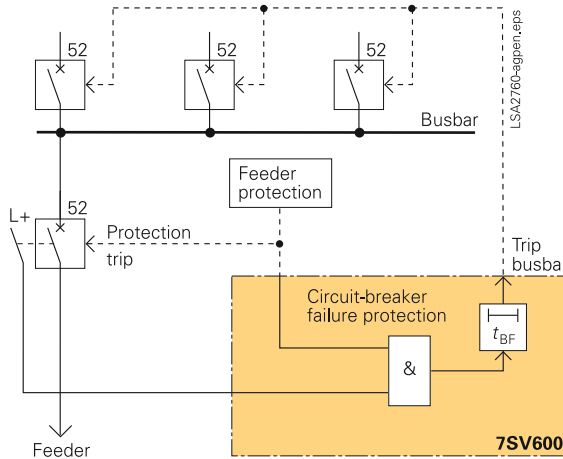 52
52
52
LSA2760-agpen.eps
Busbar
Feeder
protection
L+
52
Protection
trip
Trip
busba
Circuit-breaker
failure protection
tBF
&
7SV600
Feeder